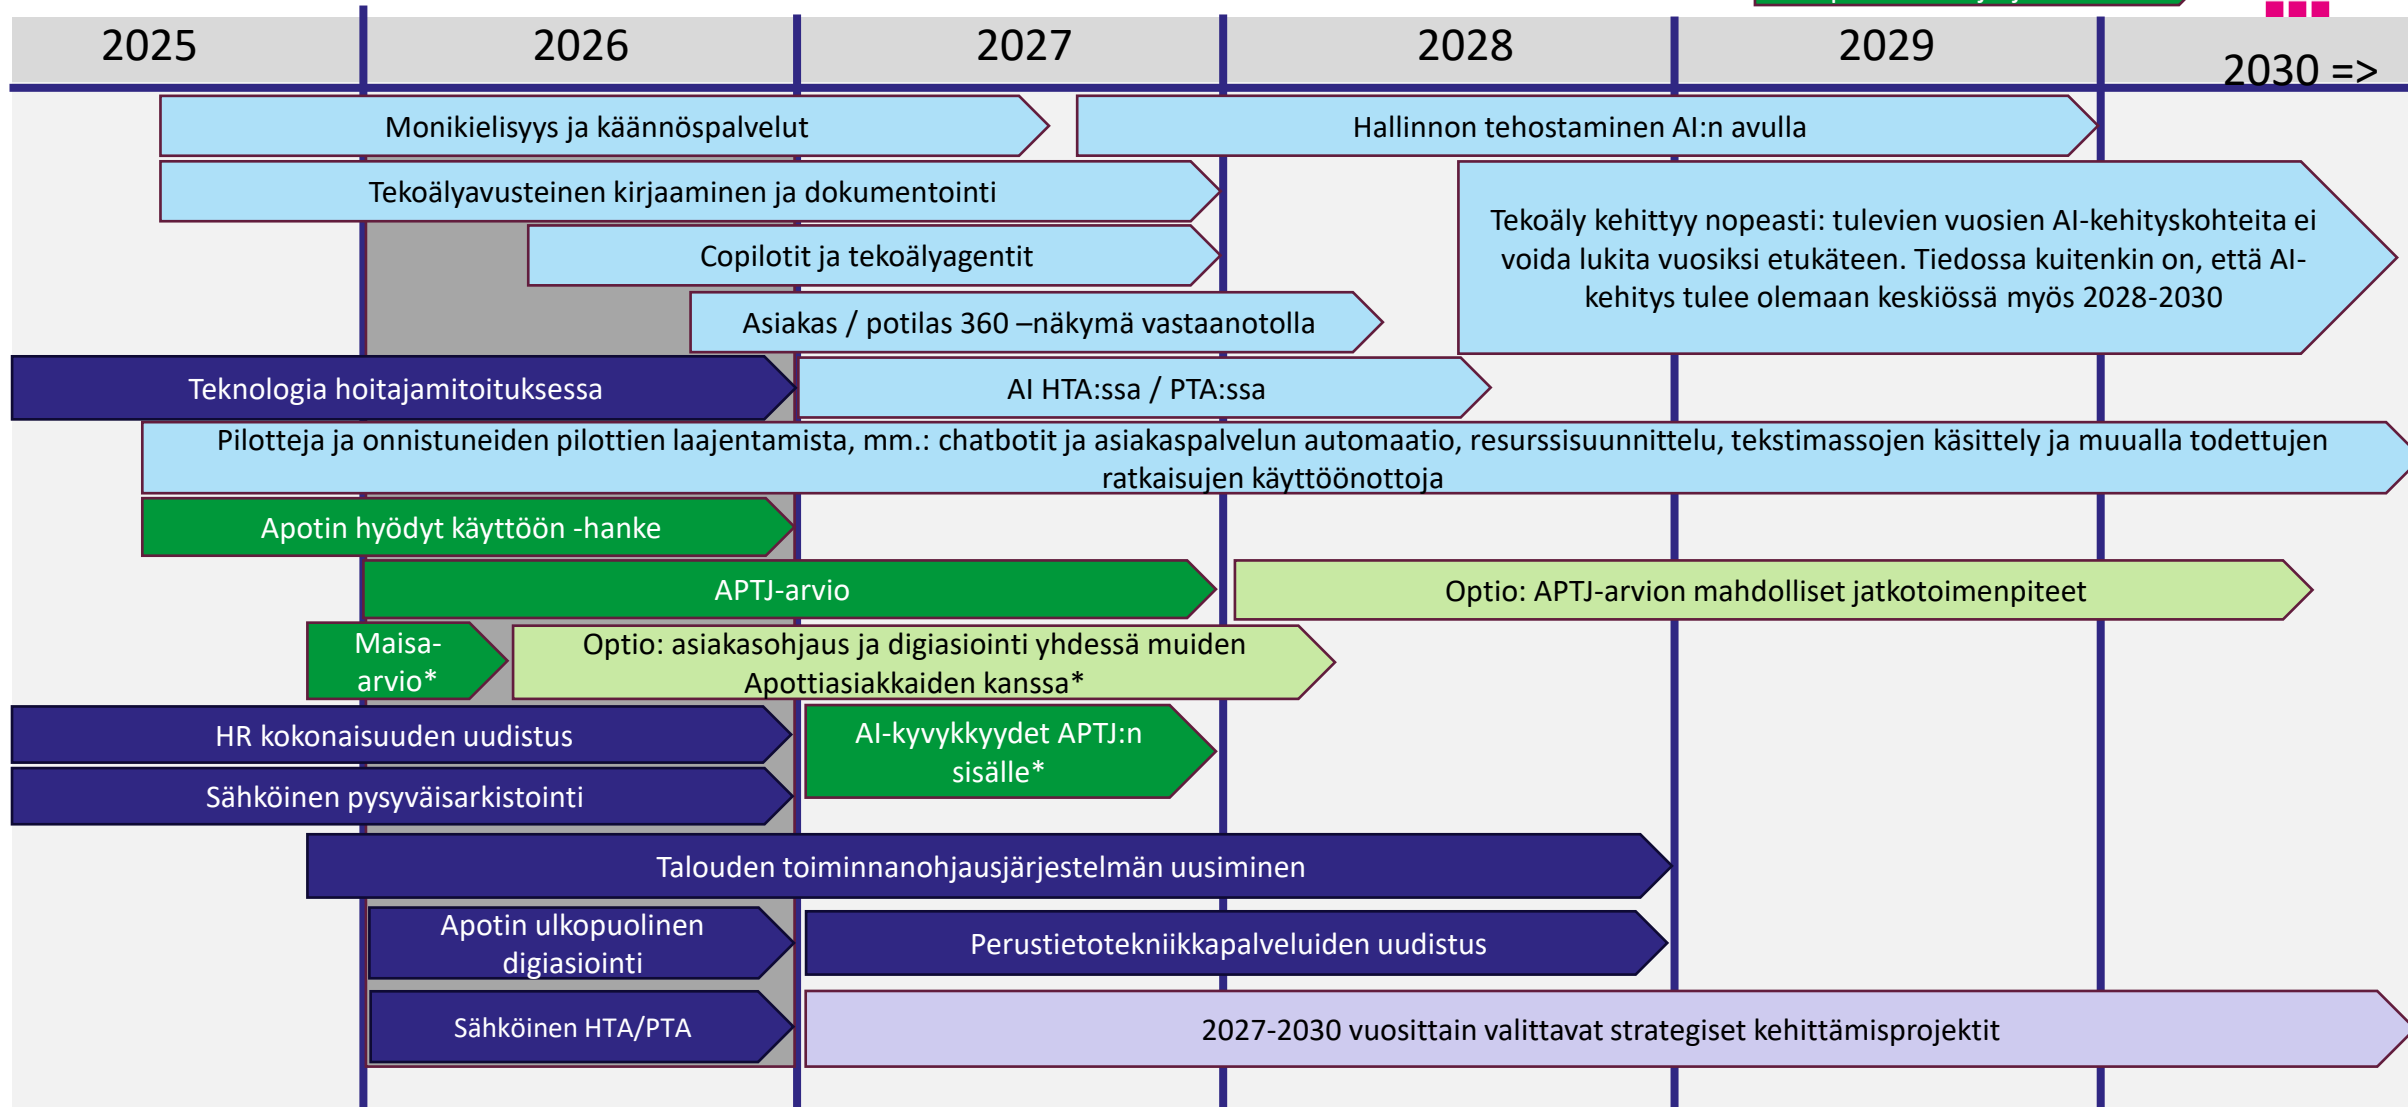 2025
2026
2027
2028
2029
2030 =>
Monikielisyys ja käännöspalvelut
Hallinnon tehostaminen AI:n avulla
Tekoälyavusteinen kirjaaminen ja dokumentointi
Tekoäly kehittyy nopeasti: tulevien vuosien AI-kehityskohteita ei
voida lukita vuosiksi etukäteen. Tiedossa kuitenkin on, että AI-
kehitys tulee olemaan keskiössä myös 2028-2030
Copilotit ja tekoälyagentit
Asiakas / potilas 360 –näkymä vastaanotolla
Teknologia hoitajamitoituksessa
AI HTA:ssa / PTA:ssa
Pilotteja ja onnistuneiden pilottien laajentamista, mm.: chatbotit ja asiakaspalvelun automaatio, resurssisuunnittelu, tekstimassojen käsittely ja muualla todettujen
ratkaisujen käyttöönottoja
Apotin hyödyt käyttöön -hanke
APTJ-arvio
Optio: APTJ-arvion mahdolliset jatkotoimenpiteet
Maisa-
arvio*
Optio: asiakasohjaus ja digiasiointi yhdessä muiden
Apottiasiakkaiden kanssa*
HR kokonaisuuden uudistus
AI-kyvykkyydet APTJ:n
sisälle*
Sähköinen pysyväisarkistointi
Talouden toiminnanohjausjärjestelmän uusiminen
Apotin ulkopuolinen
digiasiointi
Perustietotekniikkapalveluiden uudistus
Sähköinen HTA/PTA
2027-2030 vuosittain valittavat strategiset kehittämisprojektit